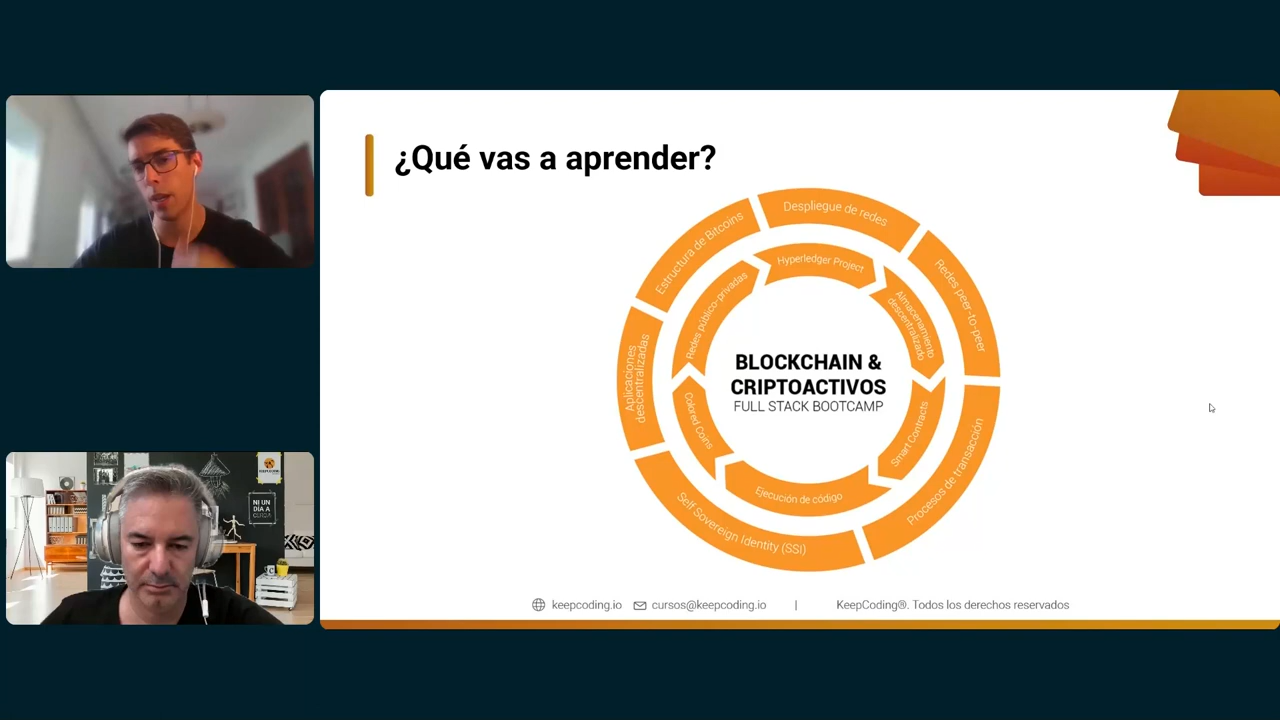 ¿Qué vas a aprender?
Despliegue de redes
Redes peer-to-peer
Procesos de transacción
Self Sovereign Identity (SSI)
Aplicaciones
descentralizadas
Estructura de Bitcoins
Hyperledger Project
Almacenamiento
descentralizado
Smart Contracts
Ejecución de código
Colored Coins
Redes público-privadas
BLOCKCHAIN &
CRIPTOACTIVOS
FULL STACK BOOTCAMP
NI UN
DÍA A
keepcoding.io
cursos@keepcoding.io
|
KeepCoding®. Todos los derechos reservados